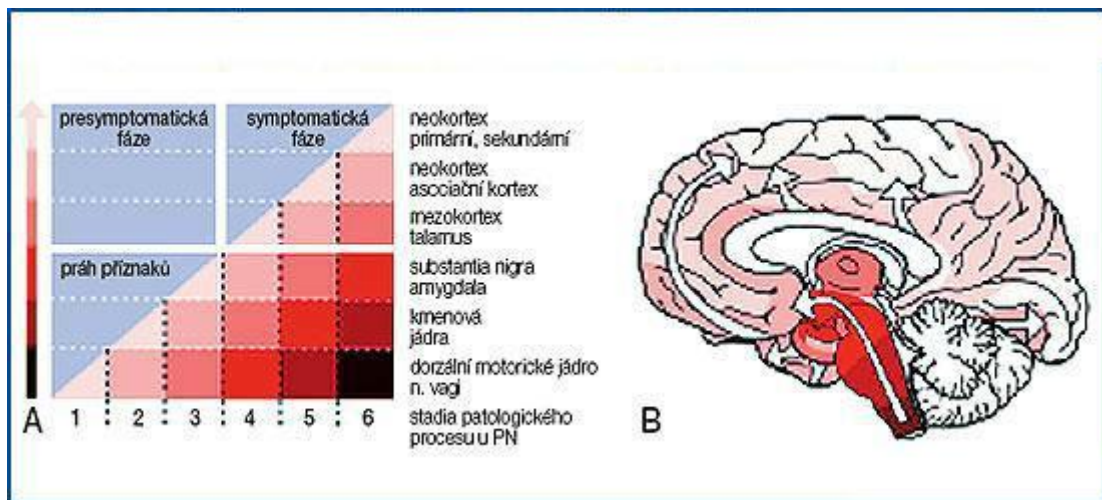 presymptomatická
fáze
symptomatická
fáze
neokortex
primární, sekundární
neokortex
asociační kortex
mezokortex
talamus
práh příznaků
substantia nigra
amygdala
kmenová
jádra
dorzální motorické jádro
n. vagi
A
1 2 3 4 5 6
stadia patologického
procesu u PN
B